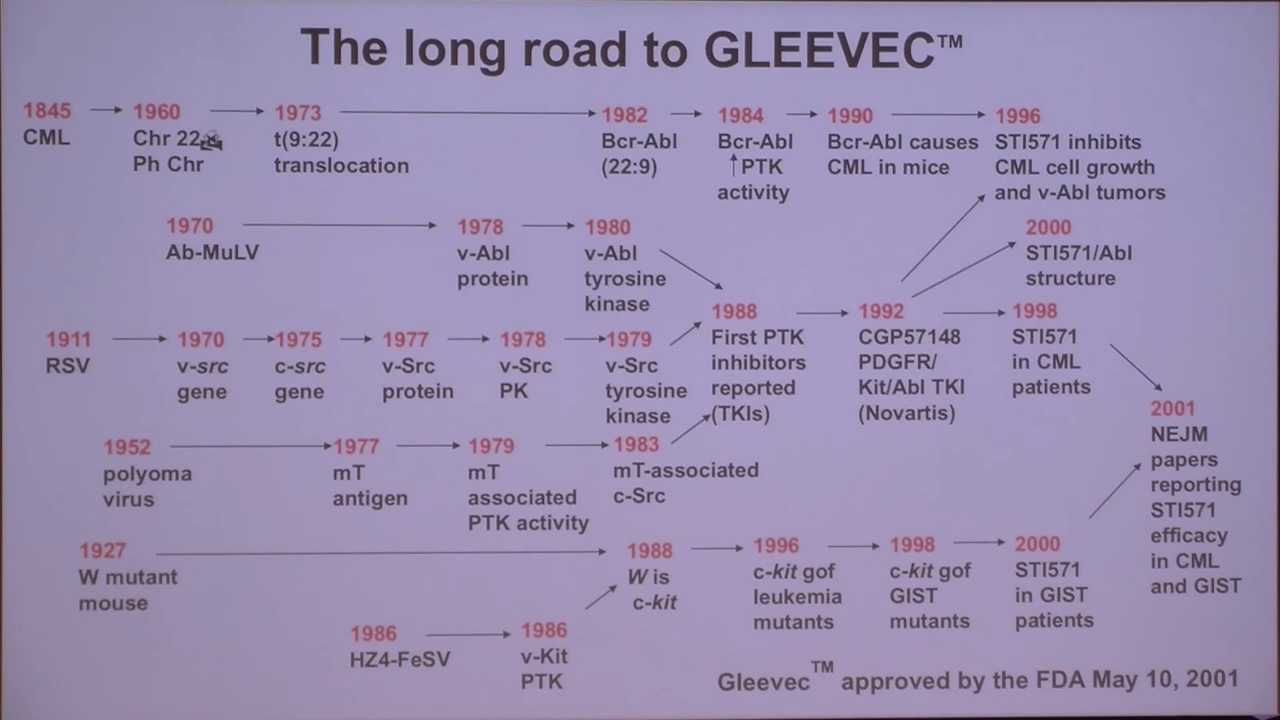 The long road to GLEEVEC™
1845
CML
1960
Chr 22
Ph Chr
1973
t(9:22)
translocation
1982
Bcr-Abl
(22:9)
1984
Bcr-Abl
↑PTK
activity
1990
Bcr-Abl causes
CML in mice
1996
STI571 inhibits
CML cell growth
and v-Abl tumors
1970
Ab-MuLV
1978
v-Abl
protein
1980
v-Abl
tyrosine
kinase
2000
STI571/Abl
structure
1911
RSV
1970
v-src
gene
1975
c-src
gene
1977
v-Src
protein
1978
v-Src
PK
1979
v-Src
tyrosine
kinase
1988
First PTK
inhibitors
reported
(TKIs)
1992
CGP57148
PDGFR/
Kit/Abl TKI
(Novartis)
1998
STI571
in CML
patients
2001
NEJM
papers
reporting
STI571
efficacy
in CML
and GIST
1952
polyoma
virus
1977
mT
antigen
1979
mT
associated
PTK activity
1983
mT-associated
c-Src
1927
W mutant
mouse
1988
W is
c-kit
1996
c-kit gof
leukemia
mutants
1998
c-kit gof
GIST
mutants
2000
STI571
in GIST
patients
1986
HZ4-FeSV
1986
v-Kit
PTK
Gleevec™ approved by the FDA May 10, 2001